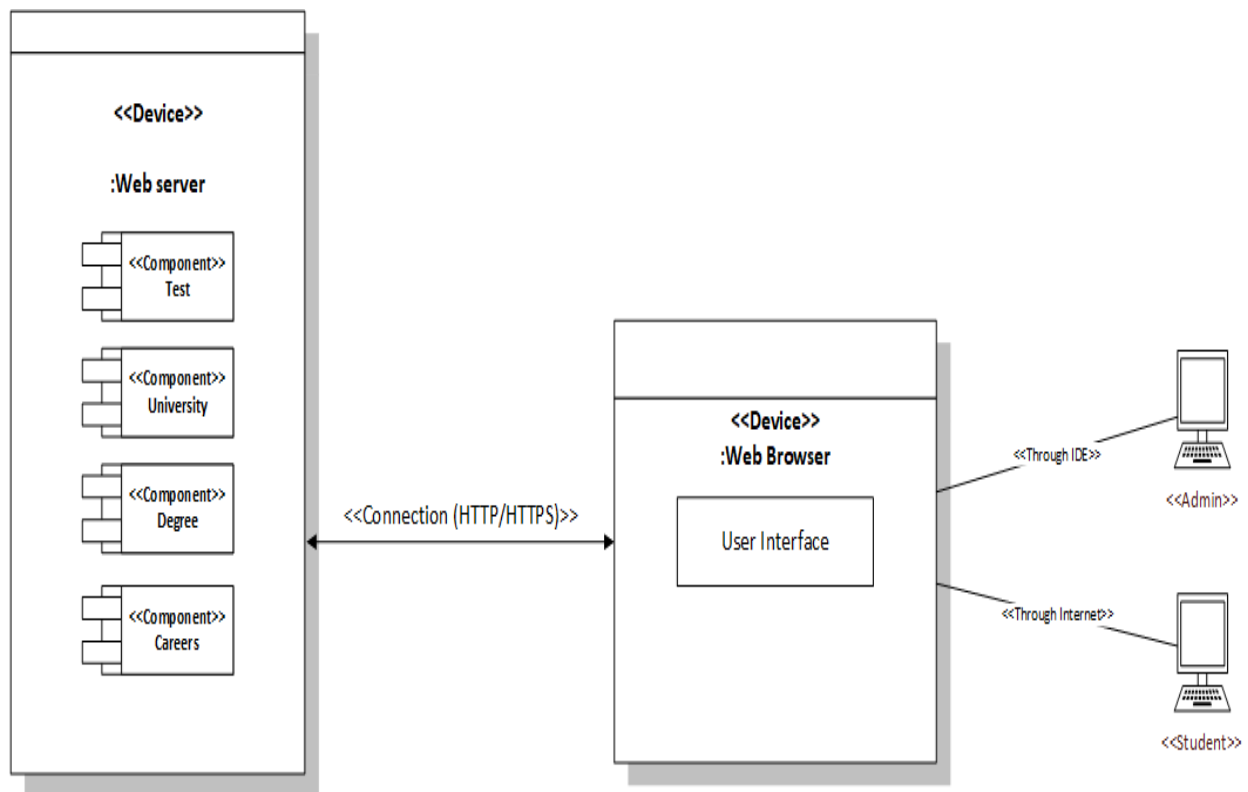 <<Device>>
:Web server
<<Component>>
Test
<<Component>>
University
<<Component>>
Degree
<<Component>>
Careers
<<Connection (HTTP/HTTPS)>>
<<Device>>
:Web Browser
User Interface
<<Through IDE>>
<<Admin>>
<<Through Internet>>
<<Student>>